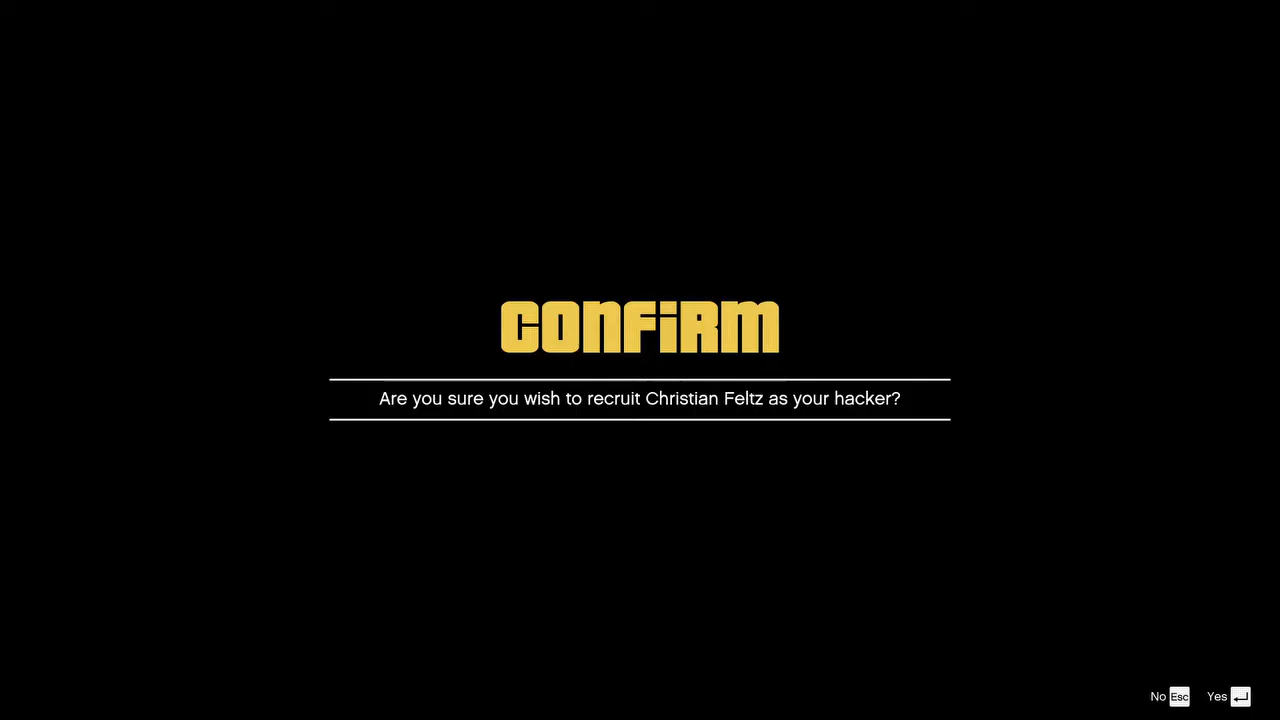 CONFIRM
Are you sure you wish to recruit Christian Feltz as your hacker?
No Esc Yes